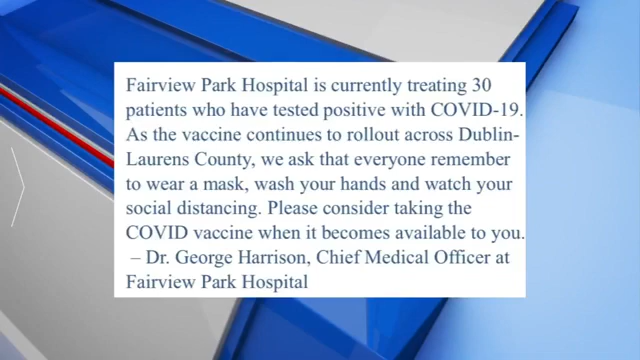 Fairview Park Hospital is currently treating 30
patients who have tested positive with COVID-19.
As the vaccine continues to rollout across Dublin-
Laurens County, we ask that everyone remember
to wear a mask, wash your hands and watch your
social distancing. Please consider taking the
COVID vaccine when it becomes available to you.
– Dr. George Harrison, Chief Medical Officer at
Fairview Park Hospital